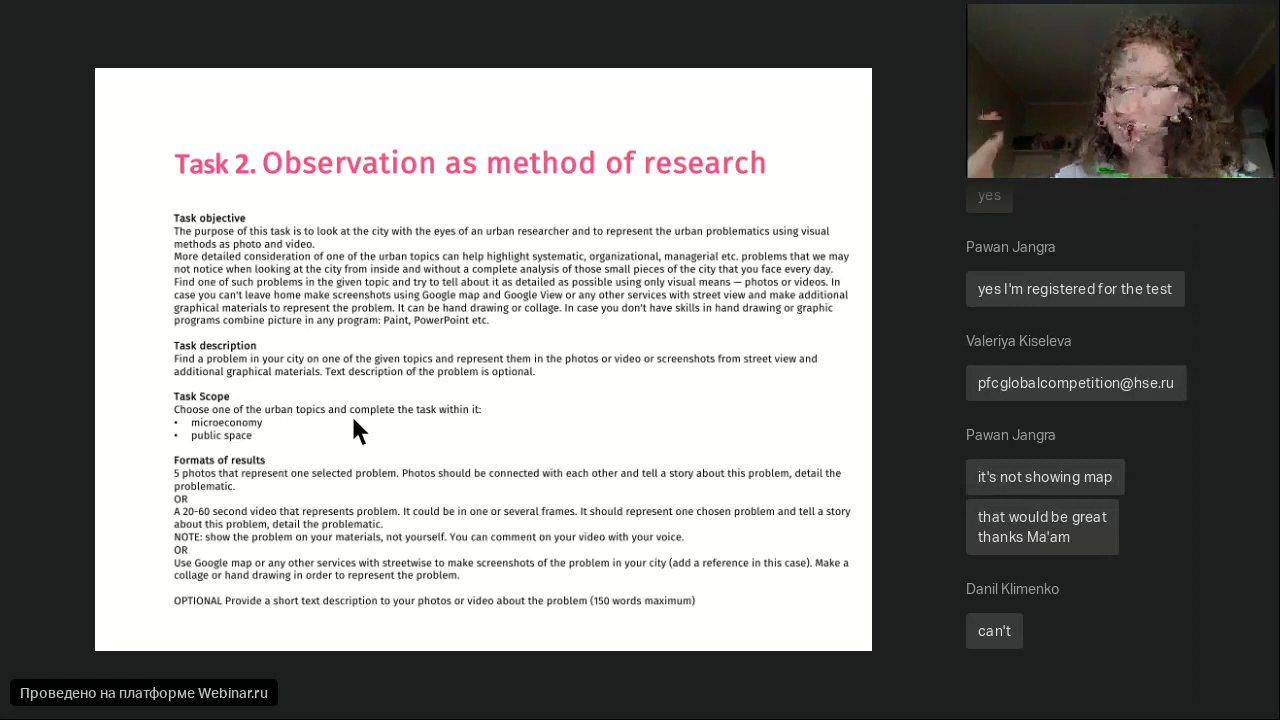 Task 2. Observation as method of research
Task objective
The purpose of this task is to look at the city with the eyes of an urban researcher and to represent the urban problematics using visual
methods as photo and video.
More detailed consideration of one of the urban topics can help highlight systematic, organizational, managerial etc. problems that we may
not notice when looking at the city from inside and without a complete analysis of those small pieces of the city that you face every day.
Find one of such problems in the given topic and try to tell about it as detailed as possible using only visual means — photos or videos. In
case you can't leave home make screenshots using Google map and Google View or any other services with street view and make additional
graphical materials to represent the problem. It can be hand drawing or collage. In case you don't have skills in hand drawing or graphic
programs combine picture in any program: Paint, PowerPoint etc.
Task description
Find a problem in your city on one of the given topics and represent them in the photos or video or screenshots from street view and
additional graphical materials. Text description of the problem is optional.
Task Scope
Choose one of the urban topics and complete the task within it:
• microeconomy
• public space
Formats of results
5 photos that represent one selected problem. Photos should be connected with each other and tell a story about this problem, detail the
problematic.
OR
A 20-60 second video that represents problem. It could be in one or several frames. It should represent one chosen problem and tell a story
about this problem, detail the problematic.
NOTE: show the problem on your materials, not yourself. You can comment on your video with your voice.
OR
Use Google map or any other services with streetwise to make screenshots of the problem in your city (add a reference in this case). Make a
collage or hand drawing in order to represent the problem.
OPTIONAL Provide a short text description to your photos or video about the problem (150 words maximum)
yes
Pawan Jangra
yes I'm registered for the test
Valeriya Kiseleva
pfcglobalcompetition@hse.ru
Pawan Jangra
it's not showing map
that would be great
thanks Ma'am
Danil Klimenko
can't
Проведено на платформе Webinar.ru